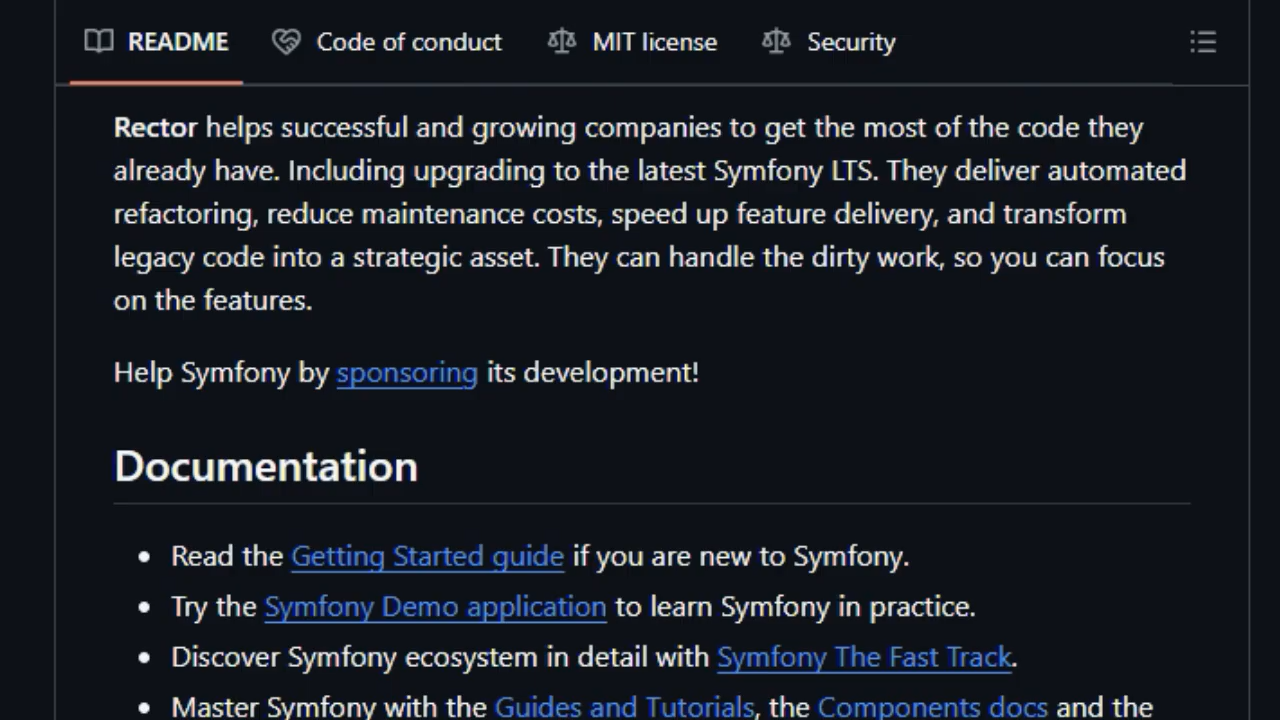 README Code of conduct MIT license Security
Rector helps successful and growing companies to get the most of the code they
already have. Including upgrading to the latest Symfony LTS. They deliver automated
refactoring, reduce maintenance costs, speed up feature delivery, and transform
legacy code into a strategic asset. They can handle the dirty work, so you can focus
on the features.
Help Symfony by sponsoring its development!
Documentation
• Read the Getting Started guide if you are new to Symfony.
• Try the Symfony Demo application to learn Symfony in practice.
• Discover Symfony ecosystem in detail with Symfony The Fast Track.
• Master Symfony with the Guides and Tutorials, the Components docs and the